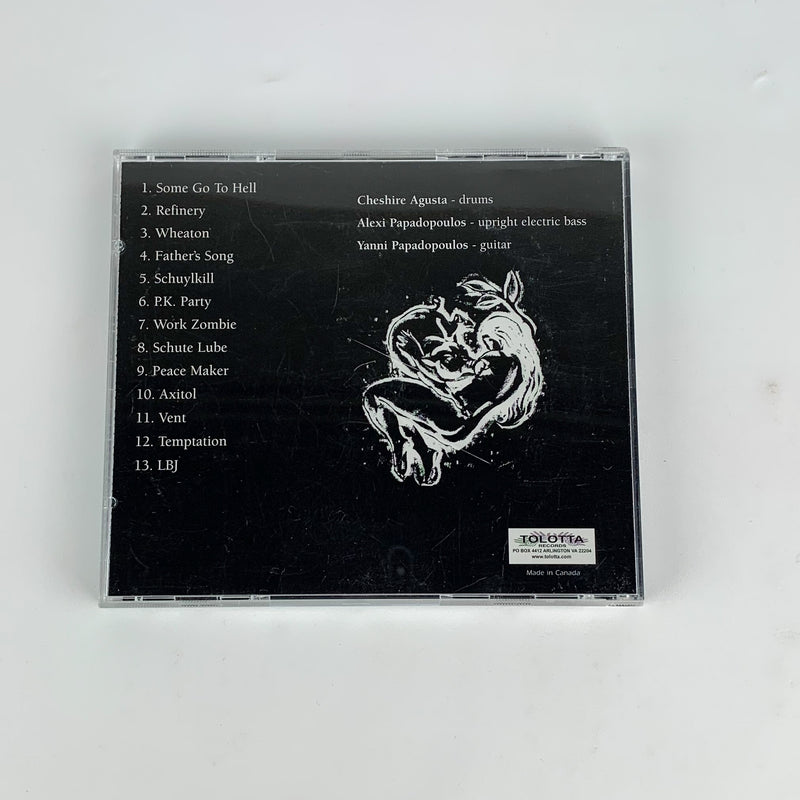 1. Some Go To Hell
2. Refinery
3. Wheaton
4. Father's Song
5. Schuylkill
6. P.K. Party
7. Work Zombie
8. Schute Lube
9. Peace Maker
10. Axitol
11. Vent
12. Temptation
13. LBJ
Cheshire Agusta - drums
Alexi Papadopoulos - upright electric bass
Yanni Papadopoulos - guitar
TOLOTTA
RECORDS
PO BOX 4412 ARLINGTON VA 22204
www.tolotta.com
Made in Canada